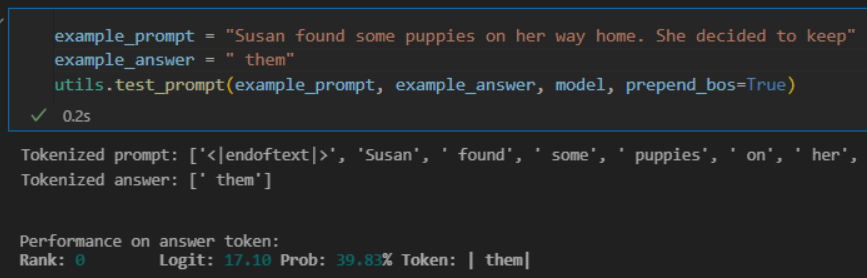 example_prompt = "Susan found some puppies on her way home. She decided to keep"
example_answer = " them"
utils.test_prompt(example_prompt, example_answer, model, prepend_bos=True)
✓ 0.2s
Tokenized prompt: ['<|endoftext|>', 'Susan', ' found', ' some', ' puppies', ' on', ' her',
Tokenized answer: [' them']
Performance on answer token:
Rank: 0 Logit: 17.10 Prob: 39.83% Token: | them|